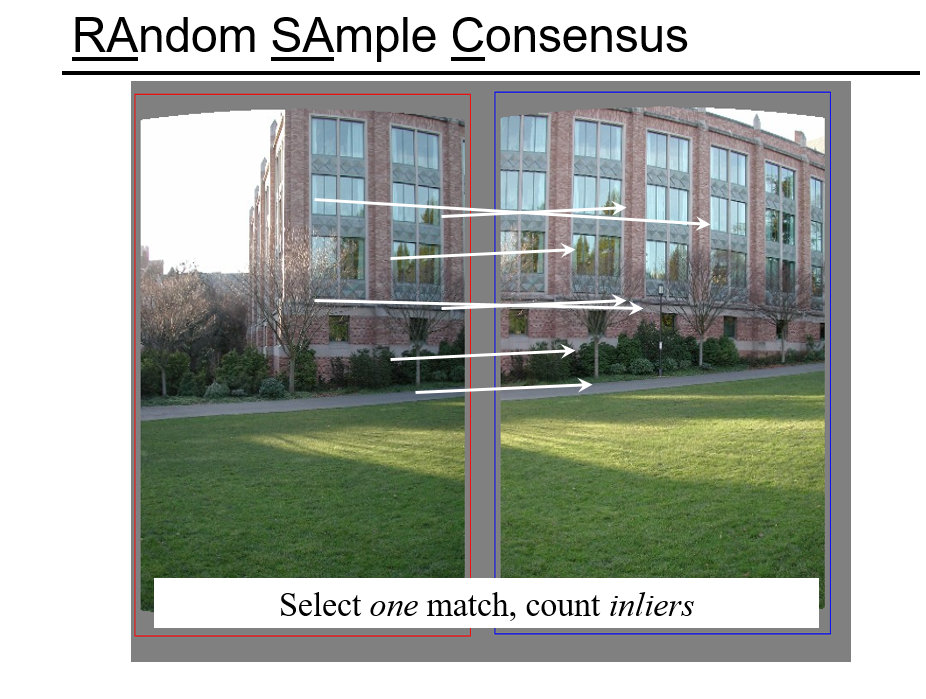 RAndom SAmple Consensus
Select one match, count inliers